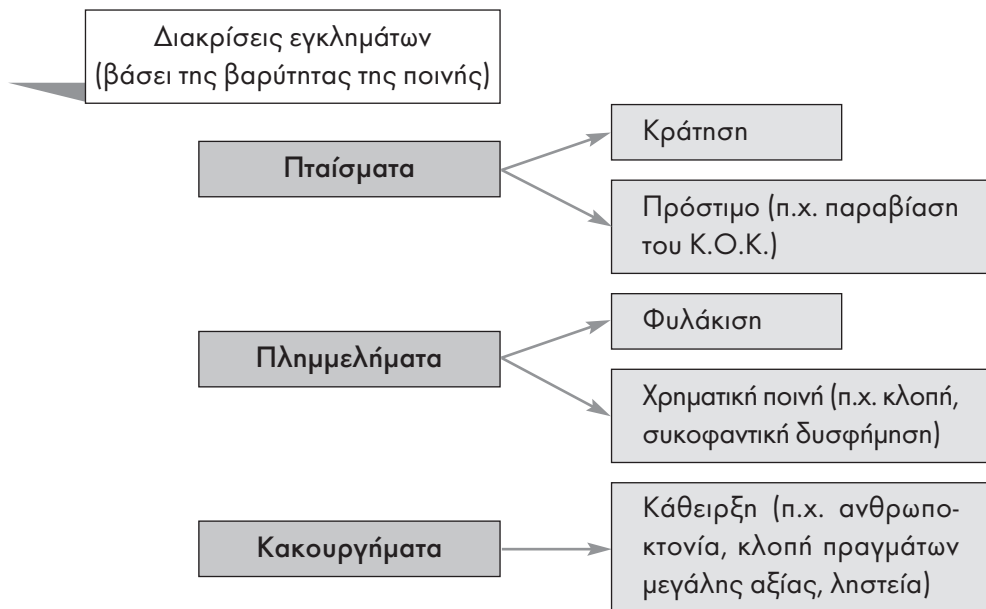 Διακρίσεις εγκλημάτων
(βάσει της βαρύτητας της ποινής)
Πταίσματα
Κράτηση
Πρόστιμο (π.χ. παραβίαση
του Κ.Ο.Κ.)
Πλημμελήματα
Φυλάκιση
Χρηματική ποινή (π.χ. κλοπή,
συκοφαντική δυσφήμηση)
Κακουργήματα
Κάθειρξη (π.χ. ανθρωπο-
κτονία, κλοπή πραγμάτων
μεγάλης αξίας, ληστεία)